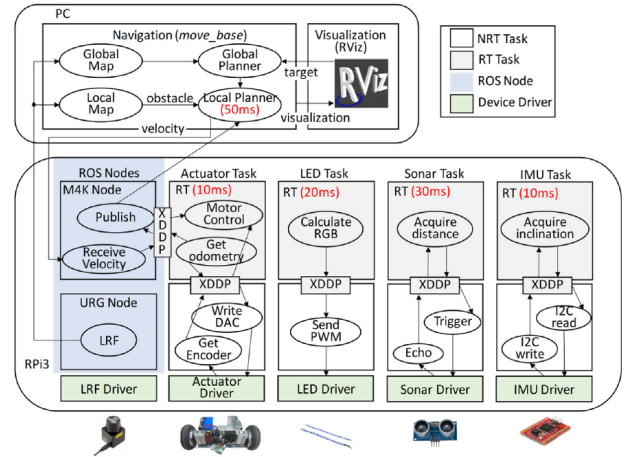 PC
Navigation (move_base)
Visualization
(RViz)
Global
Map
Global
Planner
target
RViz
Local
Map
obstacle
Local Planner
(50ms)
visualization
velocity
NRT Task
RT Task
ROS Node
Device Driver
ROS Nodes
M4K Node
Publish
Receive
Velocity
XDDP
URG Node
LRF
RPi3
LRF Driver
Actuator Task
RT (10ms)
Motor
Control
Get
odometry
XDDP
Write
DAC
Get
Encoder
Actuator
Driver
LED Task
RT (20ms)
Calculate
RGB
XDDP
Send
PWM
LED Driver
Sonar Task
RT (30ms)
Acquire
distance
XDDP
Trigger
Echo
Sonar Driver
IMU Task
RT (10ms)
Acquire
inclination
XDDP
I2C
read
I2C
write
IMU Driver